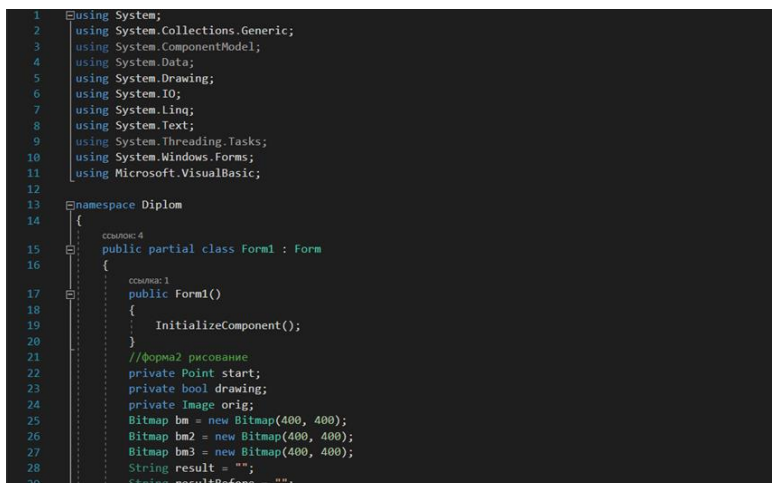 1 using System;
2 using System.Collections.Generic;
3 using System.ComponentModel;
4 using System.Data;
5 using System.Drawing;
6 using System.IO;
7 using System.Linq;
8 using System.Text;
9 using System.Threading.Tasks;
10 using System.Windows.Forms;
11 using Microsoft.VisualBasic;
12
13 namespace Diplom
14 {
ссылок: 4
15 public partial class Form1 : Form
16 {
ссылка: 1
17 public Form1()
18 {
19 InitializeComponent();
20 }
21 //форма2 рисование
22 private Point start;
23 private bool drawing;
24 private Image orig;
25 Bitmap bm = new Bitmap(400, 400);
26 Bitmap bm2 = new Bitmap(400, 400);
27 Bitmap bm3 = new Bitmap(400, 400);
28 String result = "";
29 String resultBefore = "";